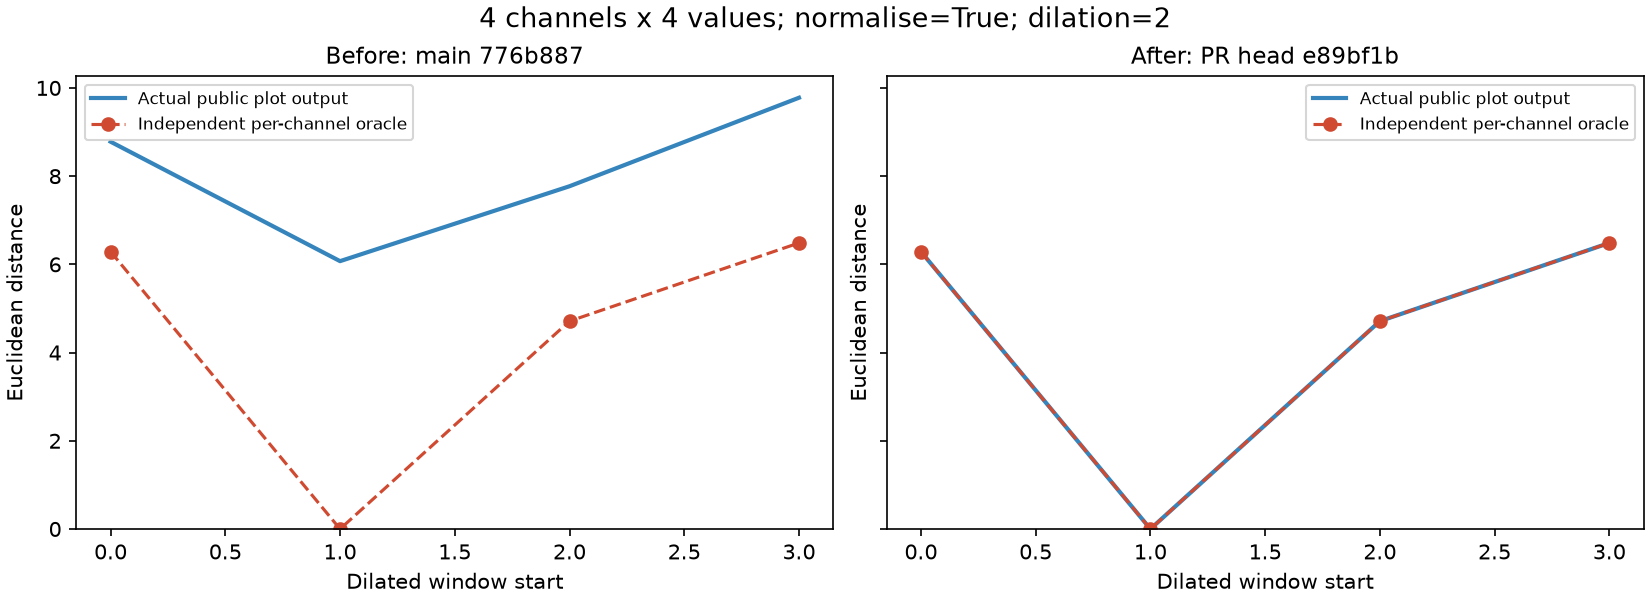 4 channels x 4 values; normalise=True; dilation=2
Before: main 776b887
Actual public plot output
Independent per-channel oracle
Euclidean distance
10
8
6
4
2
0
0.0 0.5 1.0 1.5 2.0 2.5 3.0
Dilated window start
After: PR head e89bf1b
Actual public plot output
Independent per-channel oracle
Euclidean distance
0.0 0.5 1.0 1.5 2.0 2.5 3.0
Dilated window start